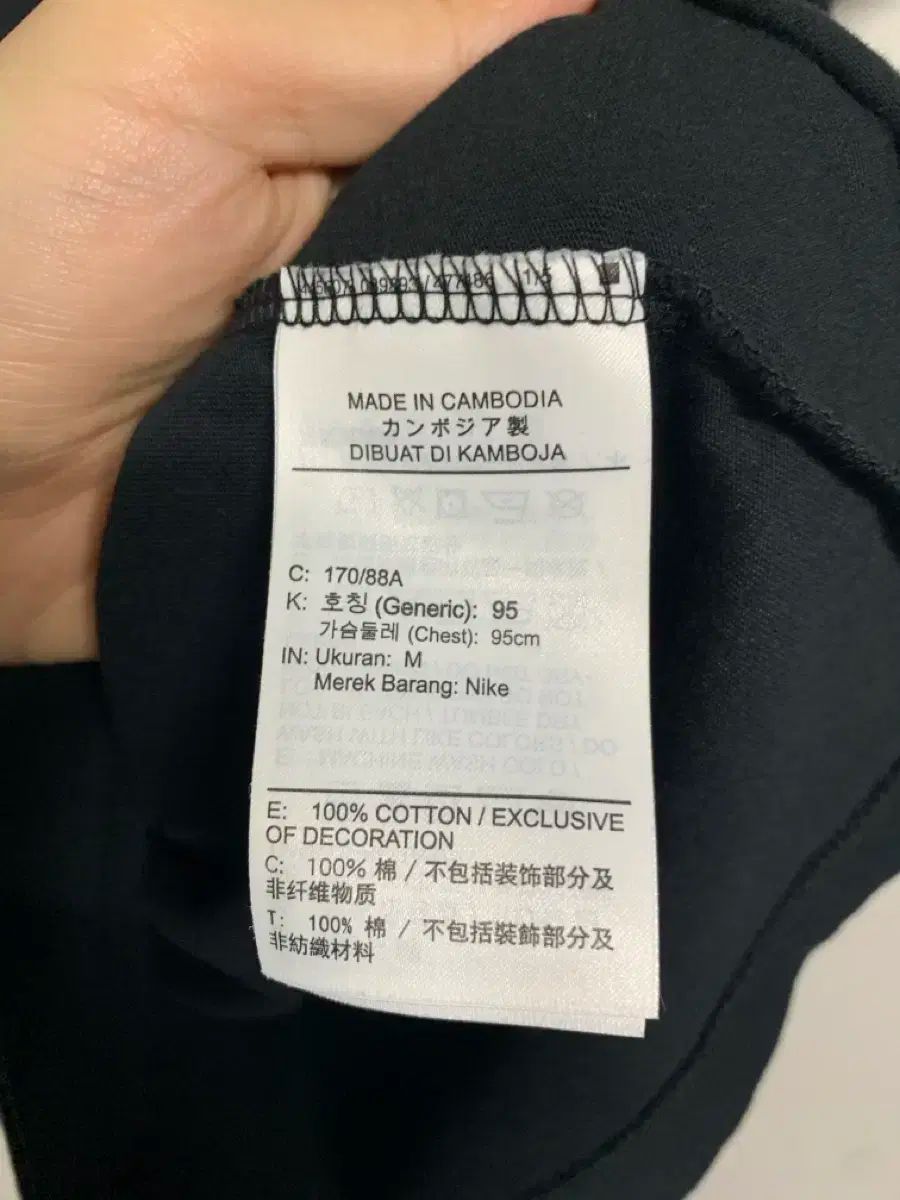 1/5
MADE IN CAMBODIA
カンボジア製
DIBUAT DI KAMBOJA
C: 170/88A
K: 호칭 (Generic): 95
가슴둘레 (Chest): 95cm
IN: Ukuran: M
Merek Barang: Nike
E: 100% COTTON / EXCLUSIVE
OF DECORATION
C: 100% 棉 / 不包括装饰部分及
非纤维物质
T: 100% 棉 / 不包括裝飾部分及
非紡織材料